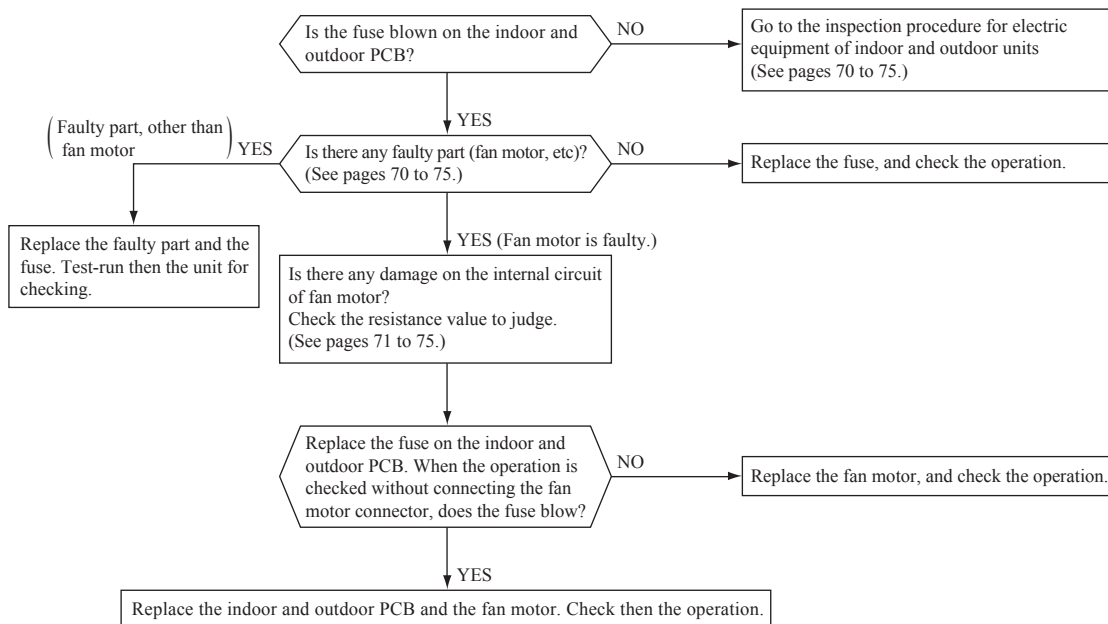 Is the fuse blown on the indoor and
outdoor PCB?
NO
Go to the inspection procedure for electric
equipment of indoor and outdoor units
(See pages 70 to 75.)
YES
(Faulty part, other than
fan motor)
YES
Is there any faulty part (fan motor, etc)?
(See pages 70 to 75.)
NO
Replace the fuse, and check the operation.
Replace the faulty part and the
fuse. Test-run then the unit for
checking.
YES (Fan motor is faulty.)
Is there any damage on the internal circuit
of fan motor?
Check the resistance value to judge.
(See pages 71 to 75.)
Replace the fuse on the indoor and
outdoor PCB. When the operation is
checked without connecting the fan
motor connector, does the fuse blow?
NO
Replace the fan motor, and check the operation.
YES
Replace the indoor and outdoor PCB and the fan motor. Check then the operation.